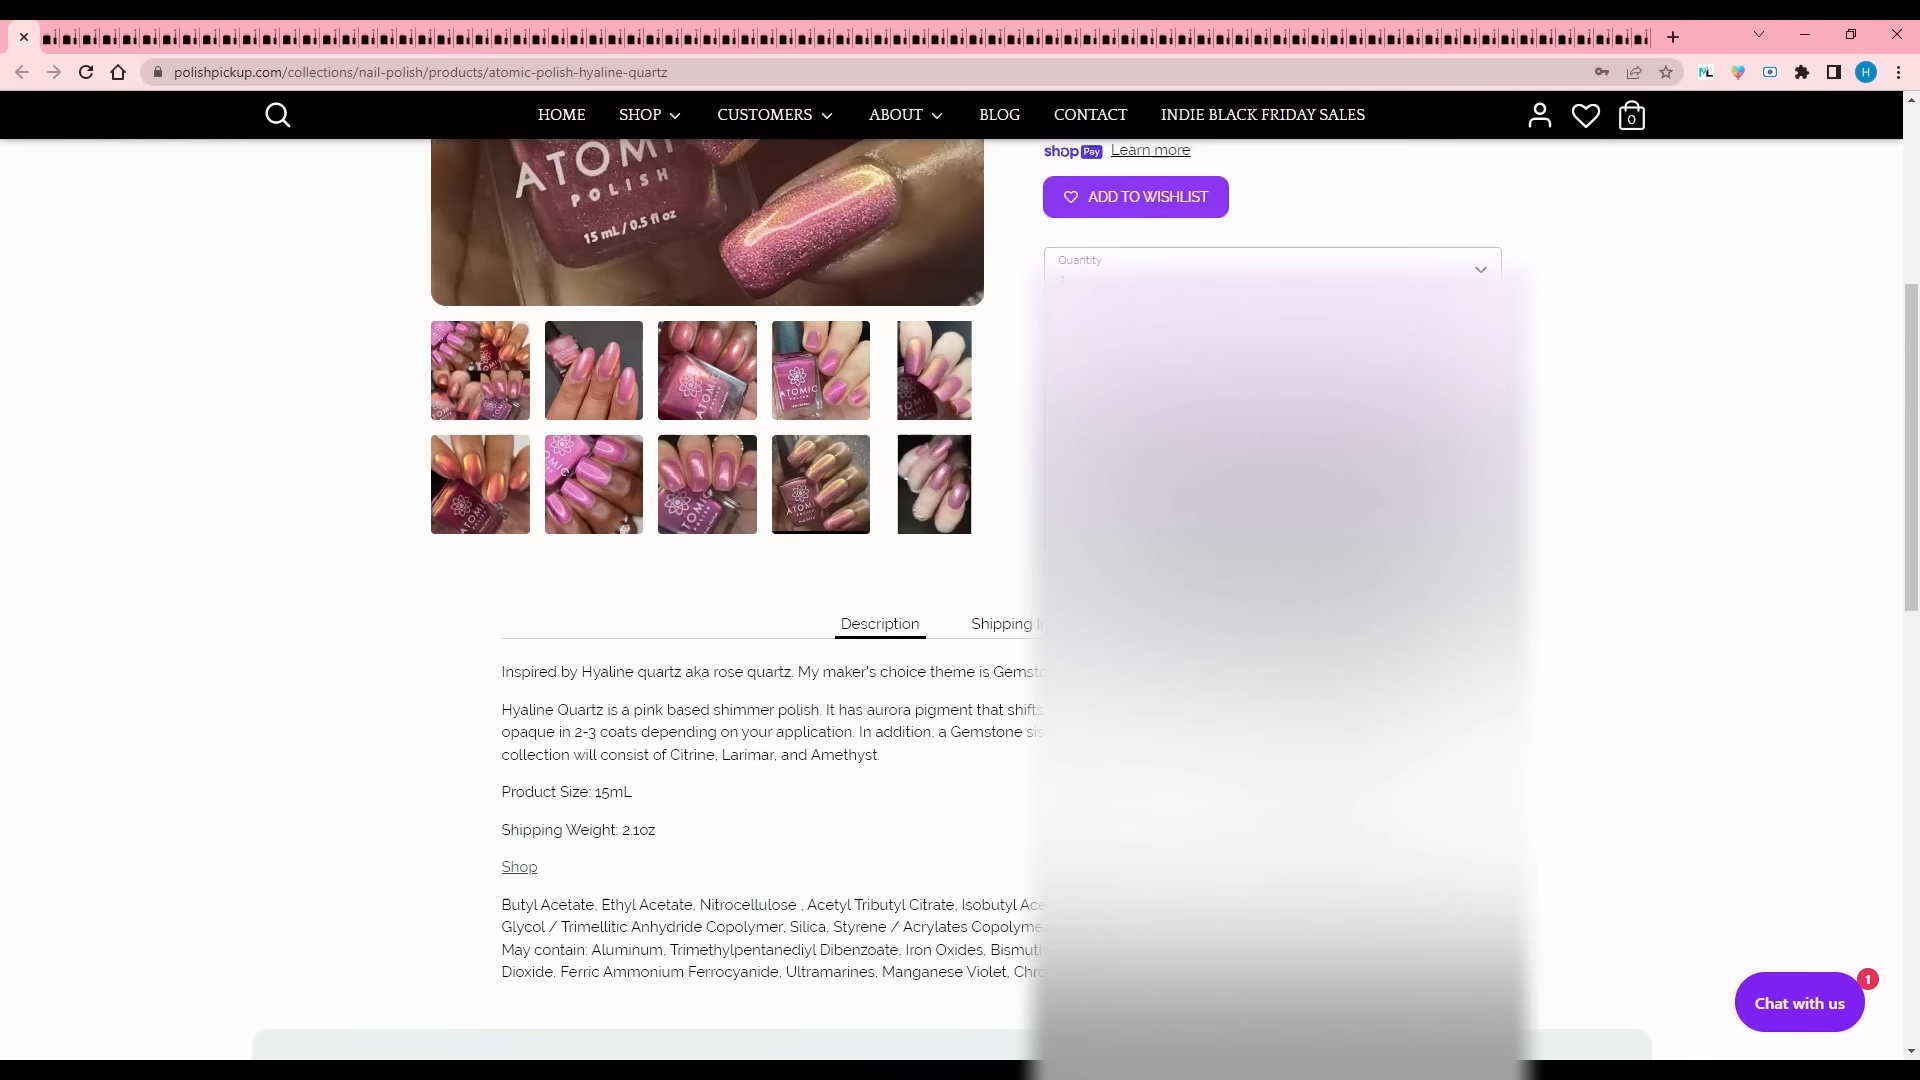 polishpickup.com/collections/nail-polish/products/atomic-polish-hyaline-quartz
H
HOME SHOP CUSTOMERS ABOUT BLOG CONTACT INDIE BLACK FRIDAY SALES
0
ATOMI
POLISH
15 mL / 0.5 fl oz
shop Pay Learn more
ADD TO WISHLIST
Quantity
Description Shipping
Inspired by Hyaline quartz aka rose quartz. My maker's choice theme is
Hyaline Quartz is a pink based shimmer polish. It has aurora pigment that shifts
opaque in 2-3 coats depending on your application. In addition, a Gemstone
collection will consist of Citrine, Larimar, and Amethyst.
Product Size: 15mL
Shipping Weight: 2.1oz
Shop
Butyl Acetate, Ethyl Acetate, Nitrocellulose , Acetyl Tributyl Citrate, Isobutyl
Glycol / Trimellitic Anhydride Copolymer, Silica, Styrene / Acrylates
May contain: Aluminum, Trimethylpentanediyl Dibenzoate, Iron Oxides,
Dioxide, Ferric Ammonium Ferrocyanide, Ultramarines, Manganese Violet,
Chat with us
1